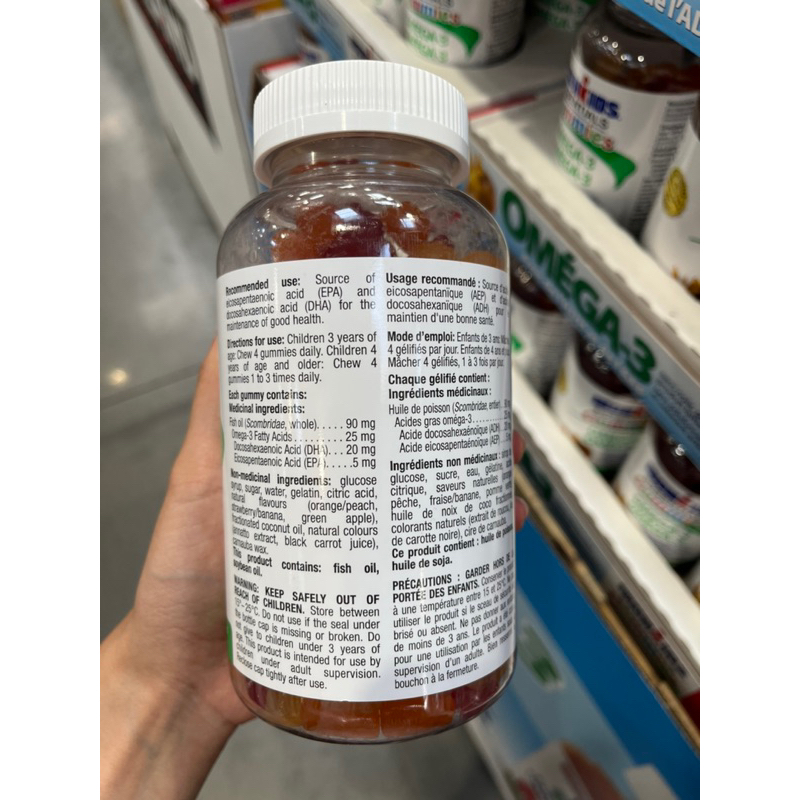 Recommended use: Source of
eicosapentaenoic acid (EPA) and
docosahexaenoic acid (DHA) for the
maintenance of good health.
Directions for use: Children 3 years of
age: Chew 4 gummies daily. Children 4
years of age and older: Chew 4
gummies 1 to 3 times daily.
Each gummy contains:
Medicinal ingredients:
Fish oil (Scombridae, whole)..... 90 mg
Omega-3 Fatty Acids............ 25 mg
Docosahexaenoic Acid (DHA)... 20 mg
Eicosapentaenoic Acid (EPA).....5 mg
Non-medicinal ingredients: glucose
syrup, sugar, water, gelatin, citric acid,
natural flavours (orange/peach,
strawberry/banana, green apple),
fractionated coconut oil, natural colours
(annatto extract, black carrot juice),
carnauba wax.
This product contains: fish oil,
soybean oil.
WARNING: KEEP SAFELY OUT OF
REACH OF CHILDREN. Store between
15°-25°C. Do not use if the seal under
the bottle cap is missing or broken. Do
not give to children under 3 years of
age. This product is intended for use by
children under adult supervision.
Reclose cap tightly after use.
Usage recommandé : Source
eicosapentanique (AEP) et
docosahexanique (ADH) pour
maintien d'une bonne santé.
Mode d'emploi: Enfants de 3 ans:
4 gélifiés par jour. Enfants de 4 ans et
Mâcher 4 gélifiés, 1 à 3 fois par jour.
Chaque gélifié contient :
Ingrédients médicinaux :
Huile de poisson (Scombridae, entier)
Acides gras oméga-3
Acide docosahexaénoïque (ADH)
Acide eicosapentaénoïque (AEP)
Ingrédients non médicinaux :
glucose, sucre, eau, gélatine,
citrique, saveurs naturelles
pêche, fraise/banane, pomme
huile de noix de coco
colorants naturels (extrait de
de carotte noire), cire de carnauba.
Ce produit contient : huile de
huile de soja.
PRÉCAUTIONS : GARDER HORS DE
PORTÉE DES ENFANTS. Conserver
à une température entre 15 et 25°C. Ne
utiliser le produit si le sceau de
brisé ou absent. Ne pas donner aux
de moins de 3 ans. Le produit
pour une utilisation par les enfants
supervision d'un adulte. Bien
bouchon à la fermeture.
OMÉGA-3